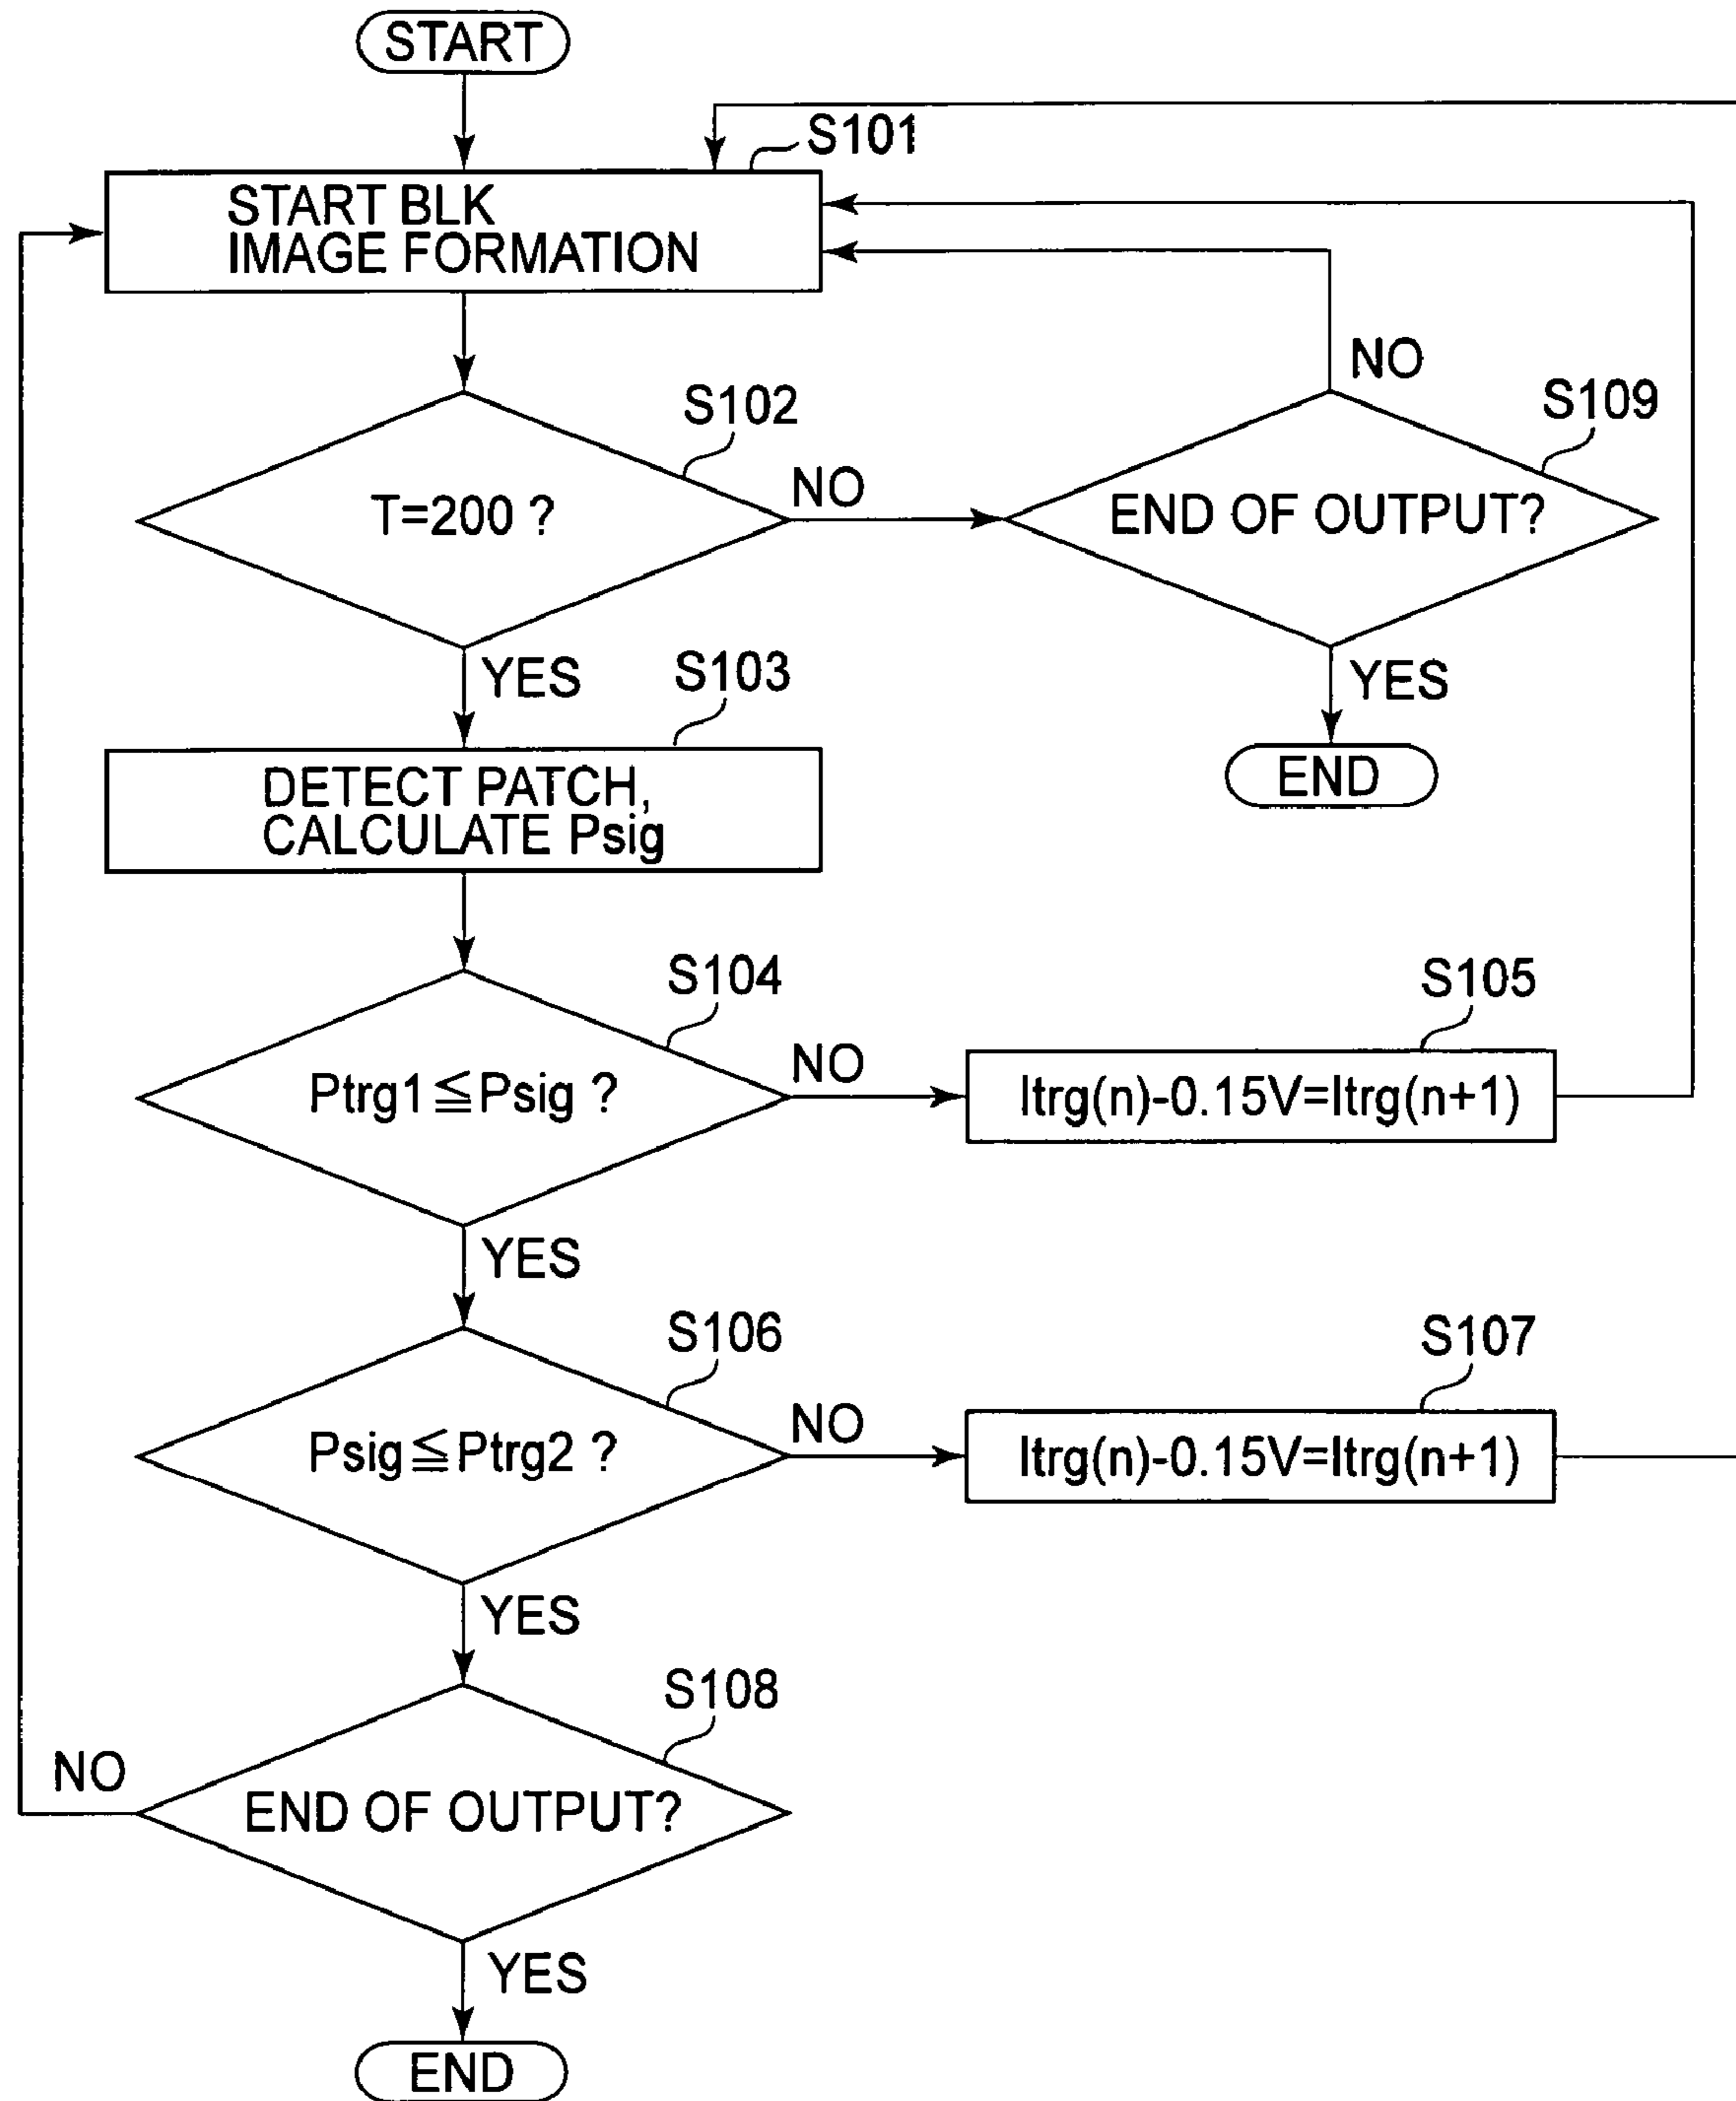 START
S101
START BLK
IMAGE FORMATION
S102
T=200 ?
NO
YES
S109
END OF OUTPUT?
NO
YES
END
S103
DETECT PATCH,
CALCULATE Psig
S104
Ptrg1≦Psig ?
NO
YES
S105
Itrg(n)-0.15V=Itrg(n+1)
S106
Psig≦Ptrg2 ?
NO
YES
S107
Itrg(n)-0.15V=Itrg(n+1)
S108
END OF OUTPUT?
NO
YES
END